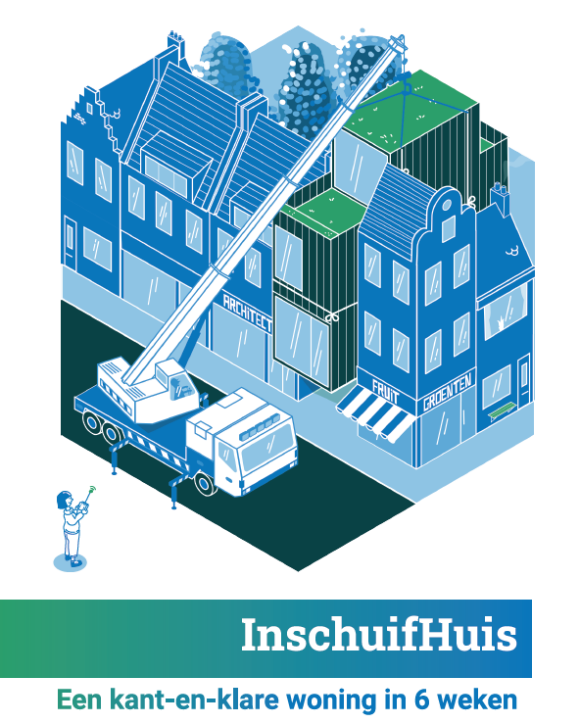 ARCHITECT
FRUIT
GROENTEN
InschuifHuis
Een kant-en-klare woning in 6 weken